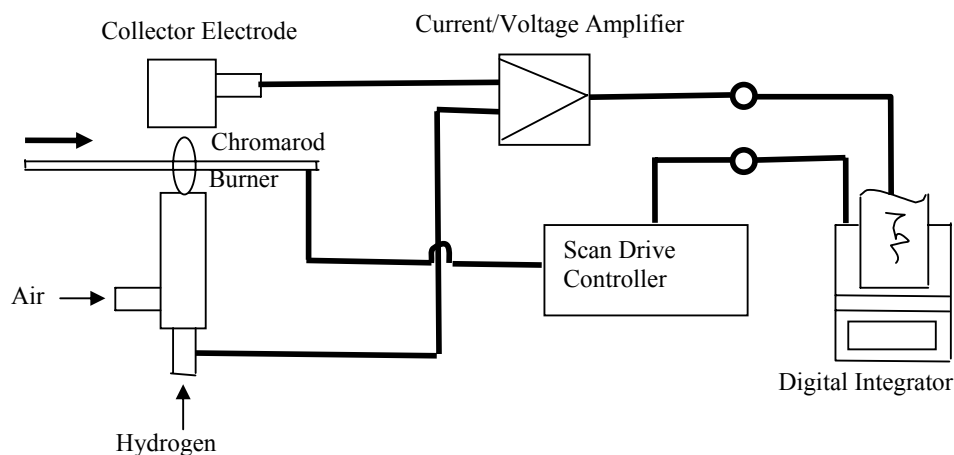 Collector Electrode
Current/Voltage Amplifier
Chromarod
Burner
Scan Drive
Controller
Air
Hydrogen
Digital Integrator